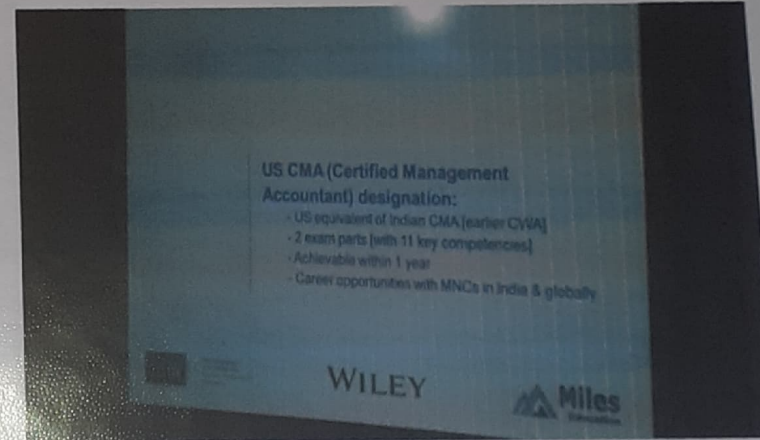 US CMA (Certified Management
Accountant) designation:
- US equivalent of Indian CMA [earlier CWA]
- 2 exam parts [with 11 key competencies]
- Achievable within 1 year
- Career opportunities with MNCs in India & globally
WILEY
Miles
Education